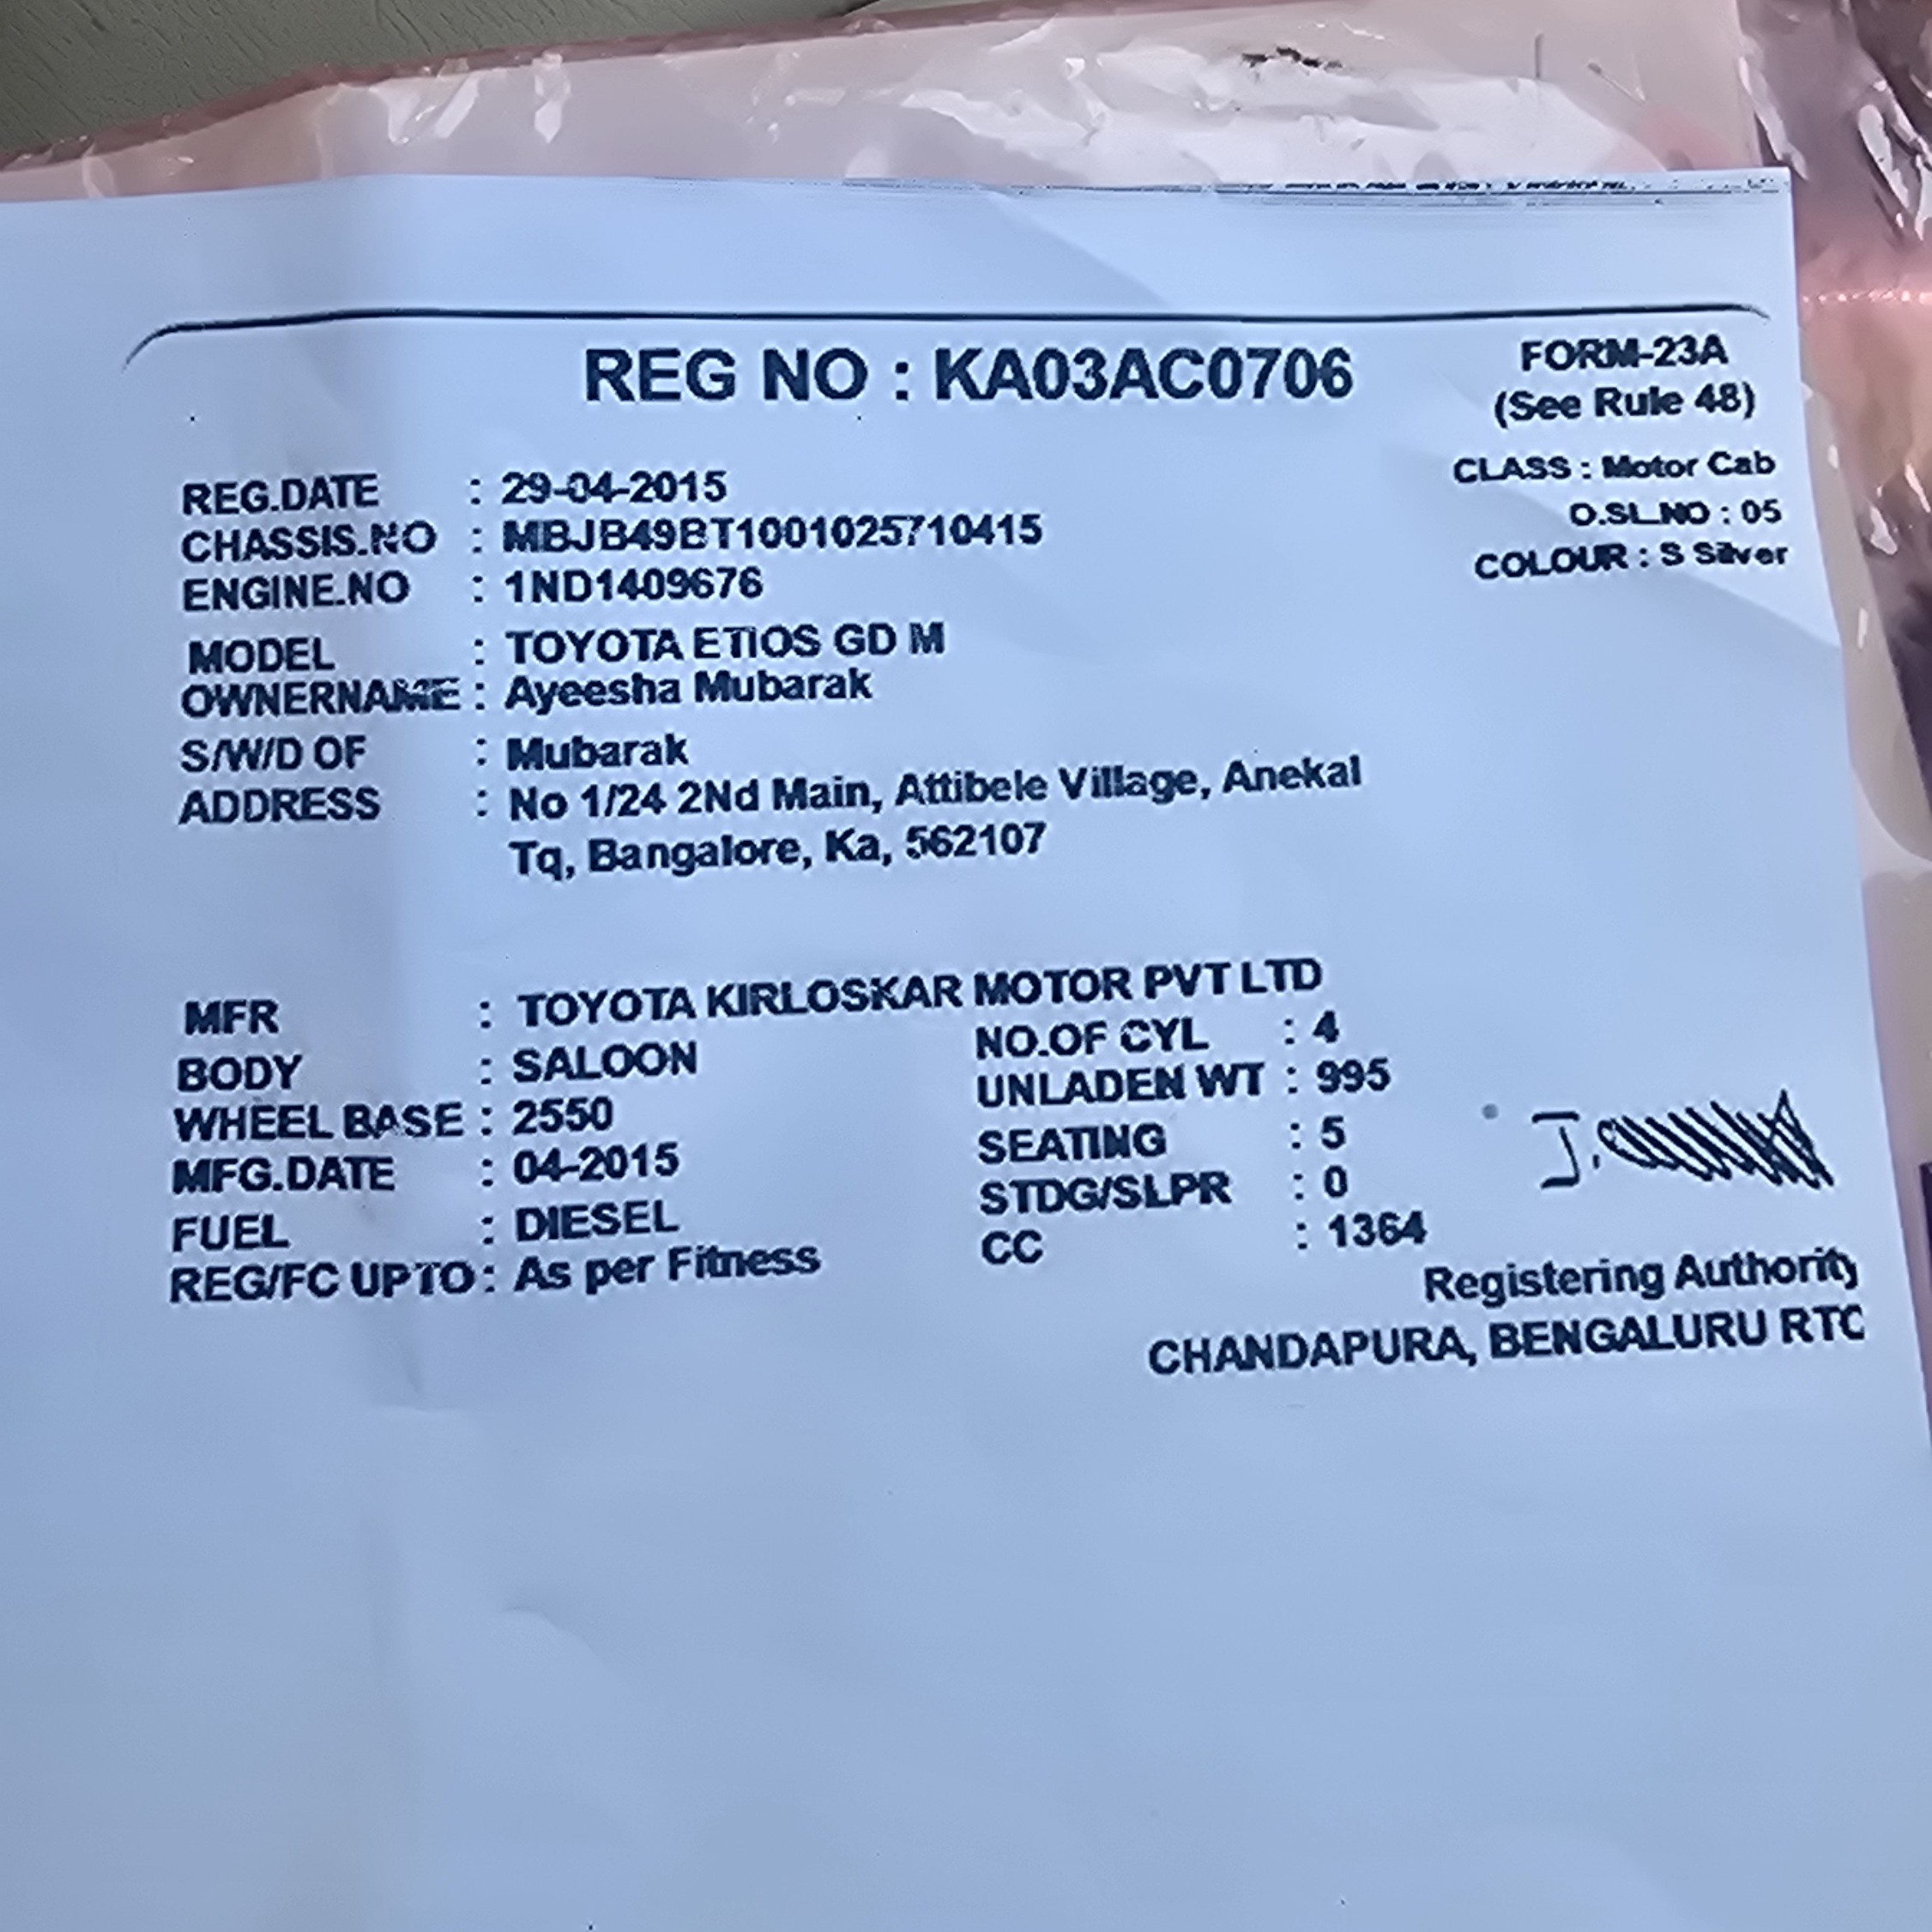 REG NO : KA03AC0706
FORM-23A
(See Rule 48)
CLASS : Motor Cab
O.SL.NO : 05
COLOUR : S Silver
REG.DATE : 29-04-2015
CHASSIS.NO : MBJB49BT1001025710415
ENGINE.NO : 1ND1409676
MODEL : TOYOTA ETIOS GD M
OWNERNAME : Ayeesha Mubarak
S/W/D OF : Mubarak
ADDRESS : No 1/24 2Nd Main, Attibele Village, Anekal
Tq, Bangalore, Ka, 562107
MFR : TOYOTA KIRLOSKAR MOTOR PVT LTD
BODY : SALOON NO.OF CYL : 4
WHEEL BASE : 2550 UNLADEN WT : 995
MFG.DATE : 04-2015 SEATING : 5
FUEL : DIESEL STDG/SLPR : 0
REG/FC UPTO : As per Fitness CC : 1364
Registering Authority
CHANDAPURA, BENGALURU RTC